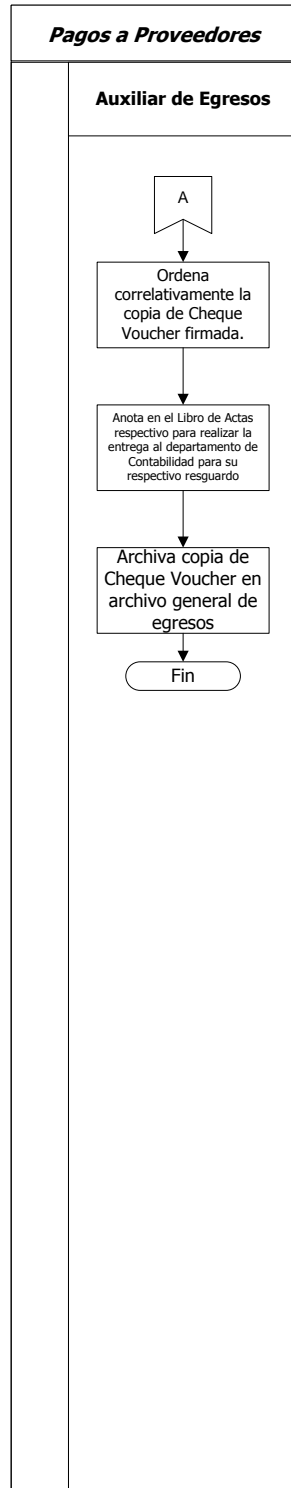 Pagos a Proveedores
Auxiliar de Egresos
A
Ordena
correlativamente la
copia de Cheque
Voucher firmada.
Anota en el Libro de Actas
respectivo para realizar la
entrega al departamento de
Contabilidad para su
respectivo resguardo
Archiva copia de
Cheque Voucher en
archivo general de
egresos
Fin